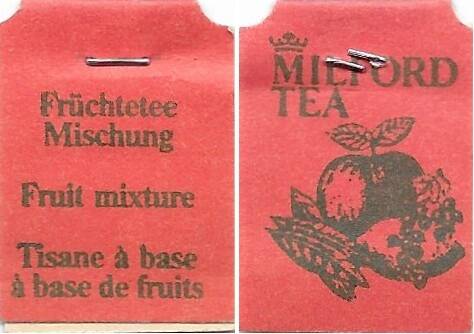 Früchtetee
Mischung
Fruit mixture
Tisane à base
à base de fruits
MILFORD
TEA